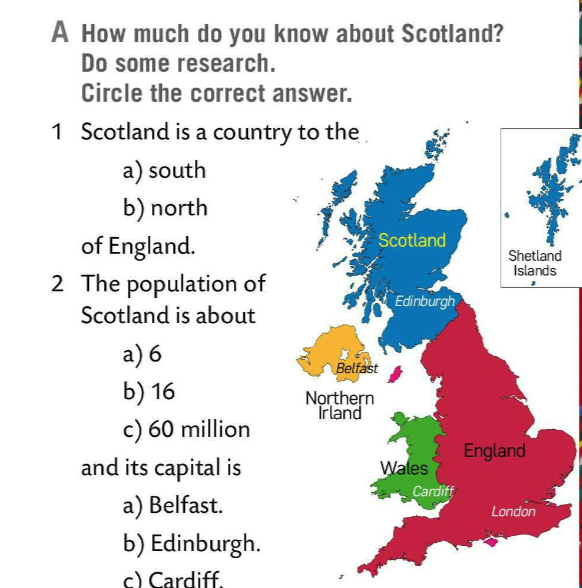 A How much do you know about Scotland?
Do some research.
Circle the correct answer.
1 Scotland is a country to the
a) south
b) north
of England.
2 The population of
Scotland is about
a) 6
b) 16
c) 60 million
and its capital is
a) Belfast.
b) Edinburgh.
c) Cardiff.
Scotland
Shetland
Islands
Edinburgh
Belfast
Northern
Irland
England
Wales
Cardiff
London